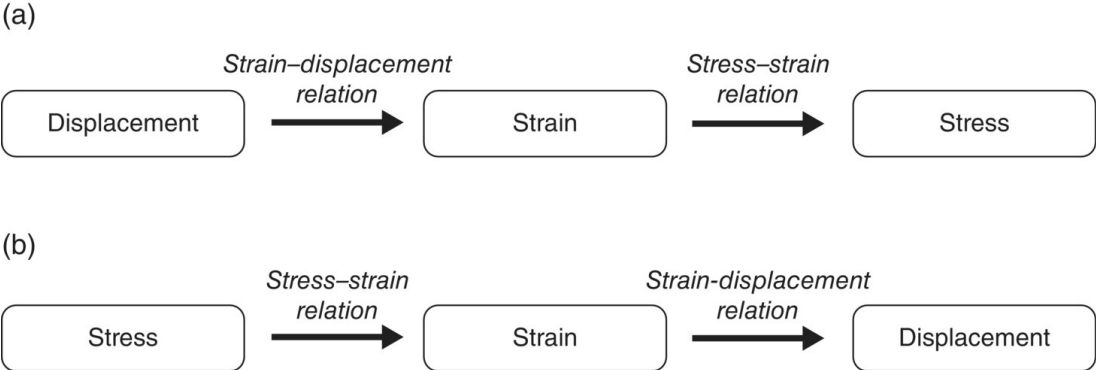 (a)
Strain–displacement
relation
Stress–strain
relation
Displacement
Strain
Stress
(b)
Stress–strain
relation
Strain-displacement
relation
Stress
Strain
Displacement